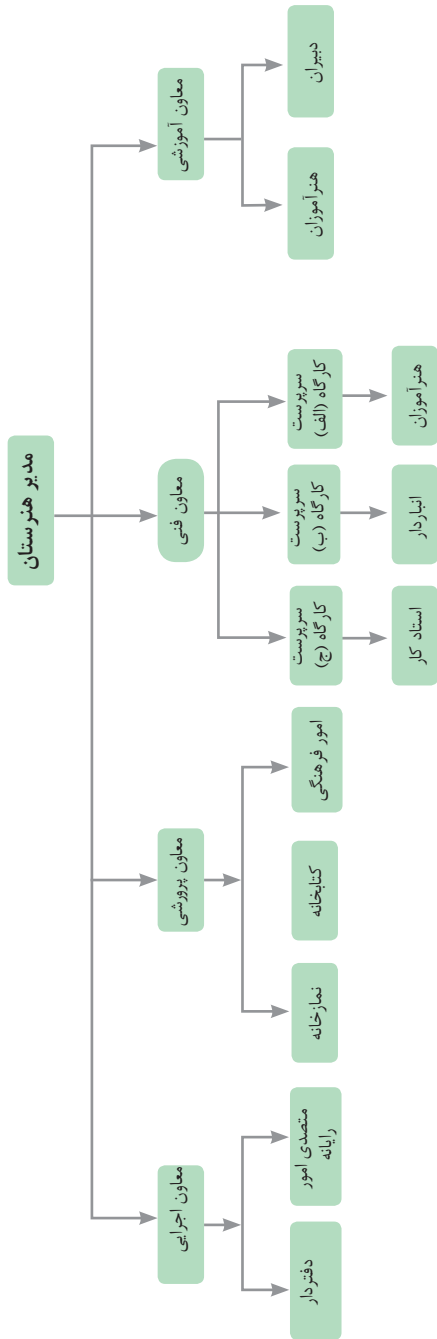 مدیر هنرستان
معاون آموزشی
معاون فنی
معاون پرورشی
معاون اجرایی
دبیران
هنرآموزان
سرپرست
کارگاه (الف)
سرپرست
کارگاه (ب)
سرپرست
کارگاه (ج)
امور فرهنگی
کتابخانه
نمازخانه
متصدی امور
رایانه
دفتردار
هنرآموزان
انباردار
استاد کار